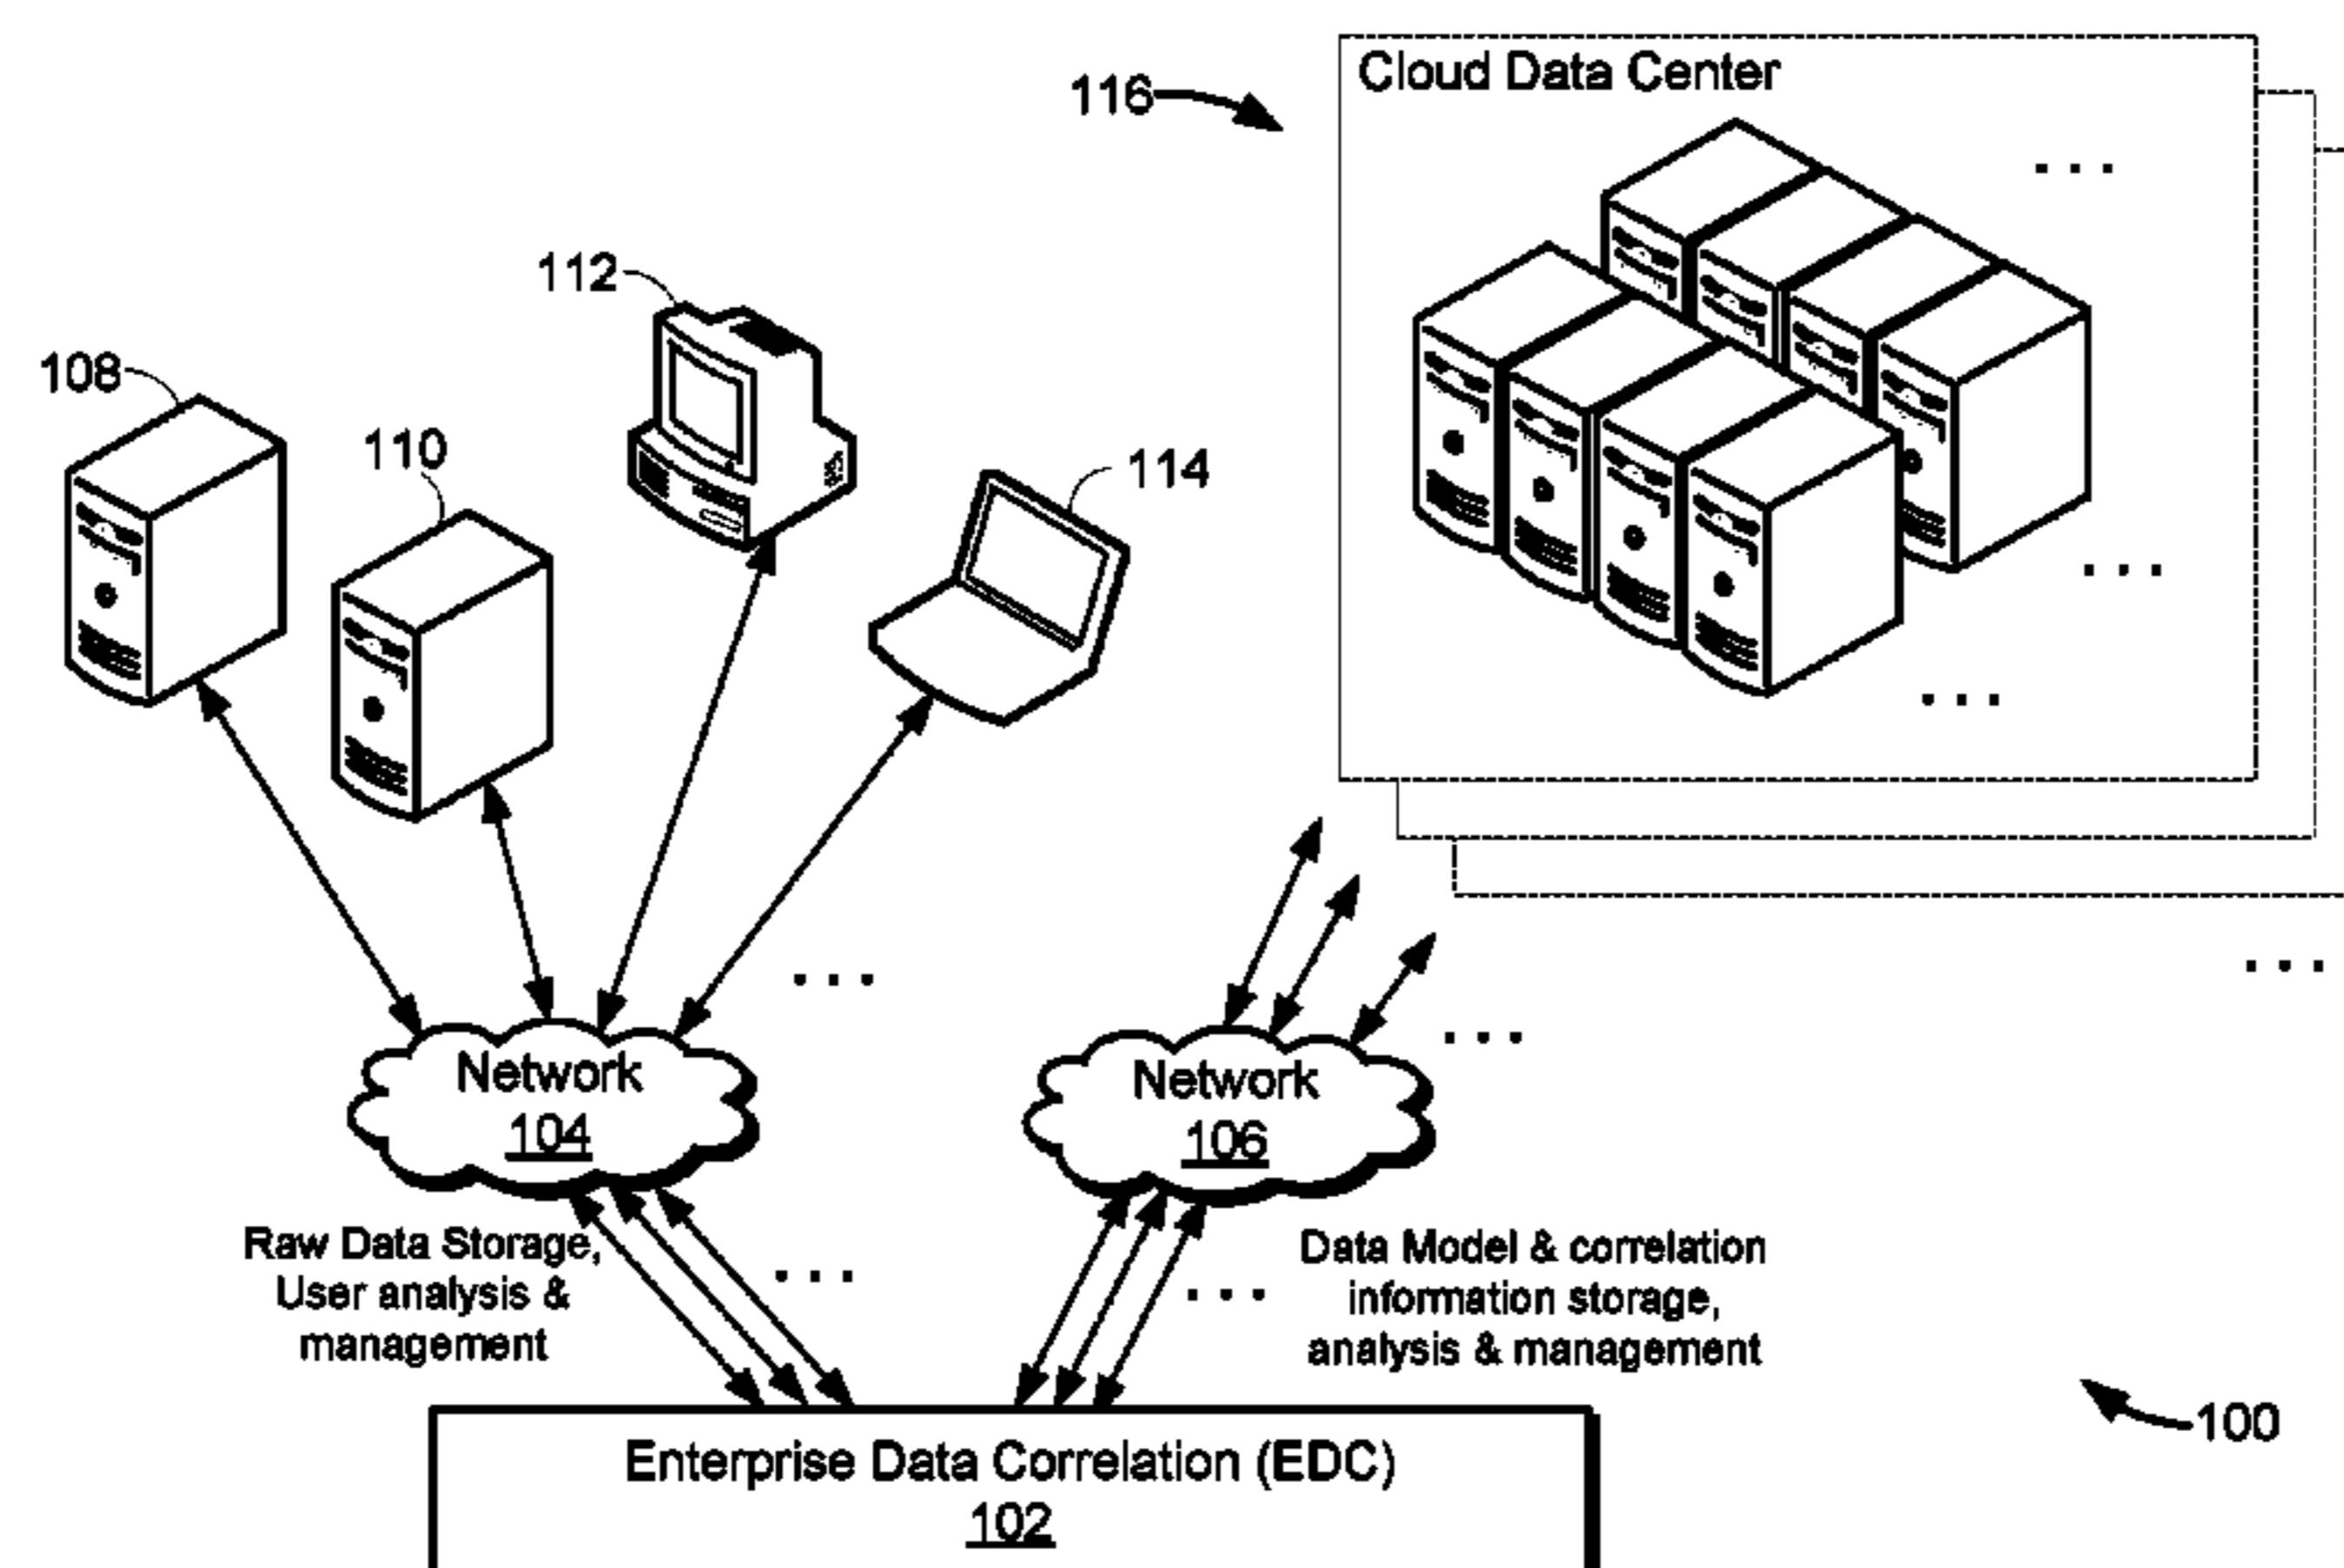 116
Cloud Data Center
112
108
110
114
Network
104
Network
106
Raw Data Storage,
User analysis &
management
Data Model & correlation
information storage,
analysis & management
100
Enterprise Data Correlation (EDC)
102